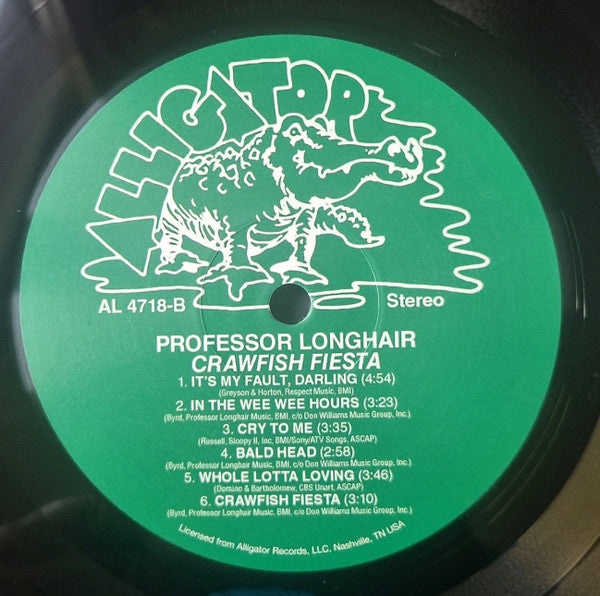 ALLIGATOR
AL 4718-B
Stereo
PROFESSOR LONGHAIR
CRAWFISH FIESTA
1. IT'S MY FAULT, DARLING (4:54)
(Greyson & Horton, Respect Music, BMI)
2. IN THE WEE WEE HOURS (3:23)
(Byrd, Professor Longhair Music, BMI, c/o Don Williams Music Group, Inc.)
3. CRY TO ME (3:35)
(Russell, Sloopy II, Inc, BMI/Sony/ATV Songs, ASCAP)
4. BALD HEAD (2:58)
(Byrd, Professor Longhair Music, BMI, c/o Don Williams Music Group, Inc.)
5. WHOLE LOTTA LOVING (3:46)
(Domino & Bartholomew, CBS Unart, ASCAP)
6. CRAWFISH FIESTA (3:10)
(Byrd, Professor Longhair Music, BMI, c/o Don Williams Music Group, Inc.)
Licensed from Alligator Records, LLC, Nashville, TN USA